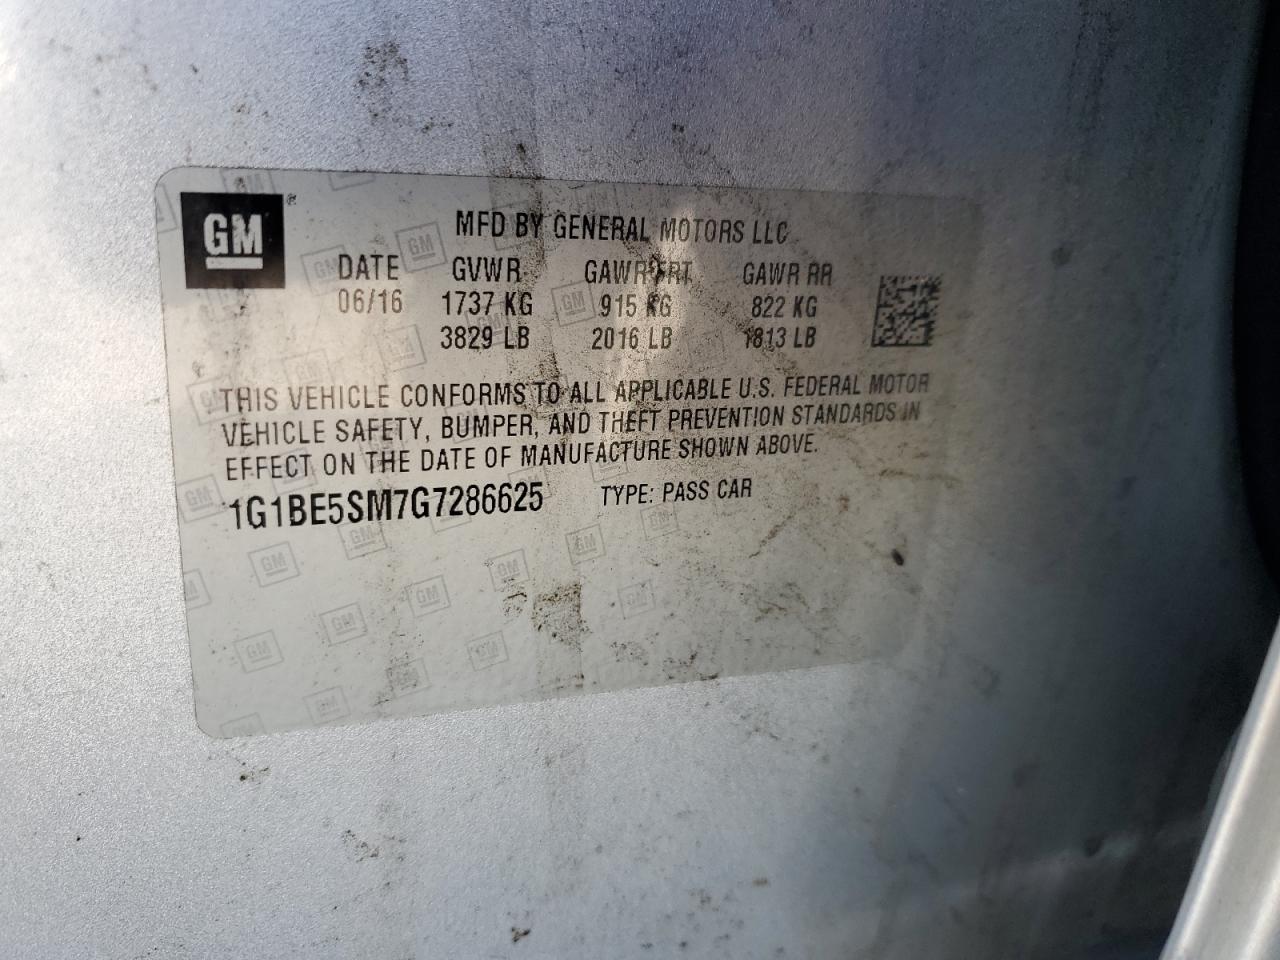 GM ®
MFD BY GENERAL MOTORS LLC
DATE GVWR GAWR FRT GAWR RR
06/16 1737 KG 915 KG 822 KG
3829 LB 2016 LB 1813 LB
THIS VEHICLE CONFORMS TO ALL APPLICABLE U.S. FEDERAL MOTOR
VEHICLE SAFETY, BUMPER, AND THEFT PREVENTION STANDARDS IN
EFFECT ON THE DATE OF MANUFACTURE SHOWN ABOVE.
1G1BE5SM7G7286625 TYPE: PASS CAR